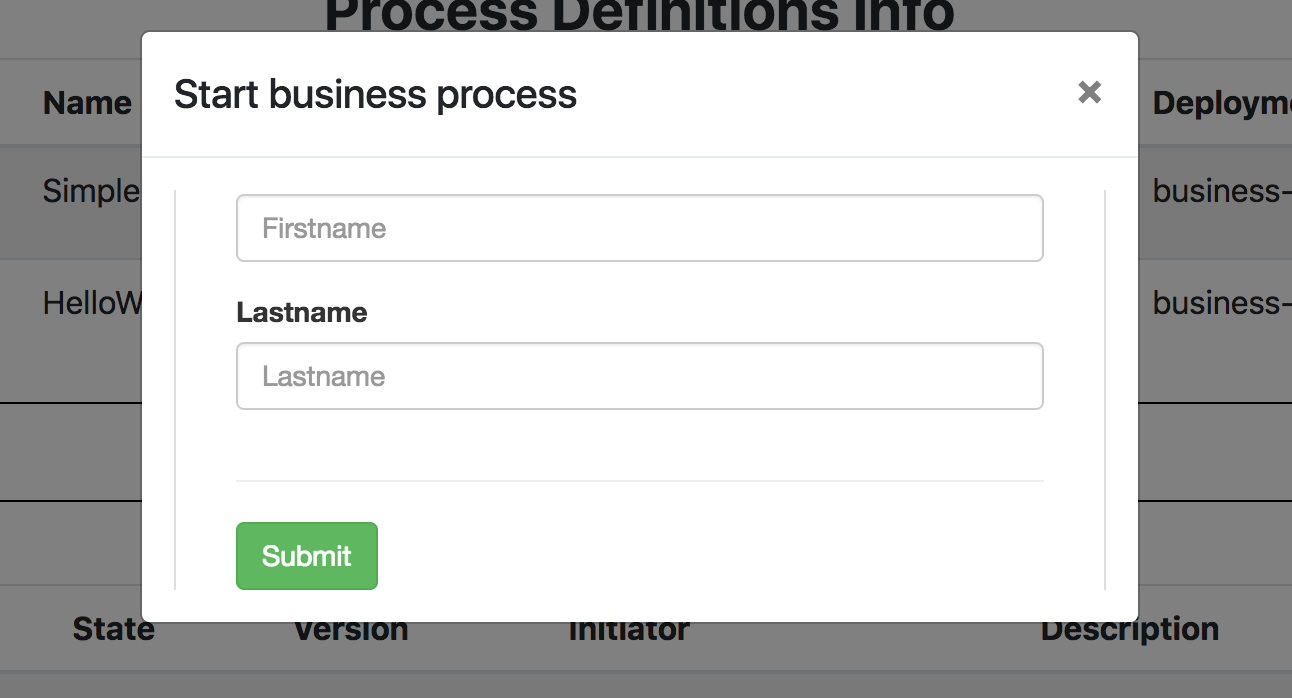 Process Definitions Info
Start business process
Name
Deploym
Simple
business-
Firstname
HelloW
business-
Lastname
Lastname
Submit
State Version Initiator Description